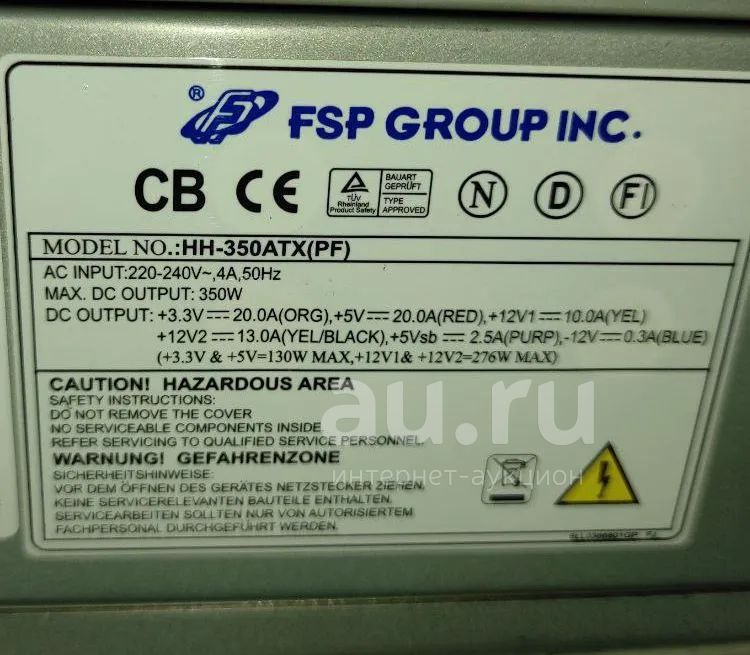 ® FSP GROUP INC.
CB CE TÜV Rheinland Product Safety BAUART GEPRÜFT TYPE APPROVED N D FI
MODEL NO.:HH-350ATX(PF)
AC INPUT:220-240V~,4A,50Hz
MAX. DC OUTPUT: 350W
DC OUTPUT: +3.3V⎓20.0A(ORG),+5V⎓20.0A(RED),+12V1⎓10.0A(YEL)
+12V2⎓13.0A(YEL/BLACK),+5Vsb⎓2.5A(PURP),-12V⎓0.3A(BLUE)
(+3.3V & +5V=130W MAX,+12V1& +12V2=276W MAX)
CAUTION! HAZARDOUS AREA
SAFETY INSTRUCTIONS:
DO NOT REMOVE THE COVER
NO SERVICEABLE COMPONENTS INSIDE
REFER SERVICING TO QUALIFIED SERVICE PERSONNEL.
WARNUNG! GEFAHRENZONE
SICHERHEITSHINWEISE:
VOR DEM ÖFFNEN DES GERÄTES NETZSTECKER ZIEHEN.
KEINE SERVICERELEVANTEN BAUTEILE ENTHALTEN.
SERVICEARBEITEN SOLLTEN NUR VON AUTORISIERTEM
FACHPERSONAL DURCHGEFÜHRT WERDEN.
au.ru
интернет-аукцион